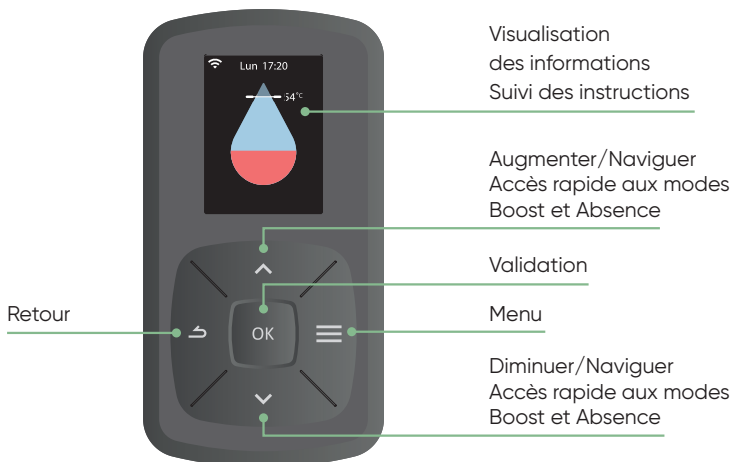 Lun 17:20
54°C
OK
Visualisation
des informations
Suivi des instructions
Augmenter/Naviguer
Accès rapide aux modes
Boost et Absence
Validation
Retour
Menu
Diminuer/Naviguer
Accès rapide aux modes
Boost et Absence